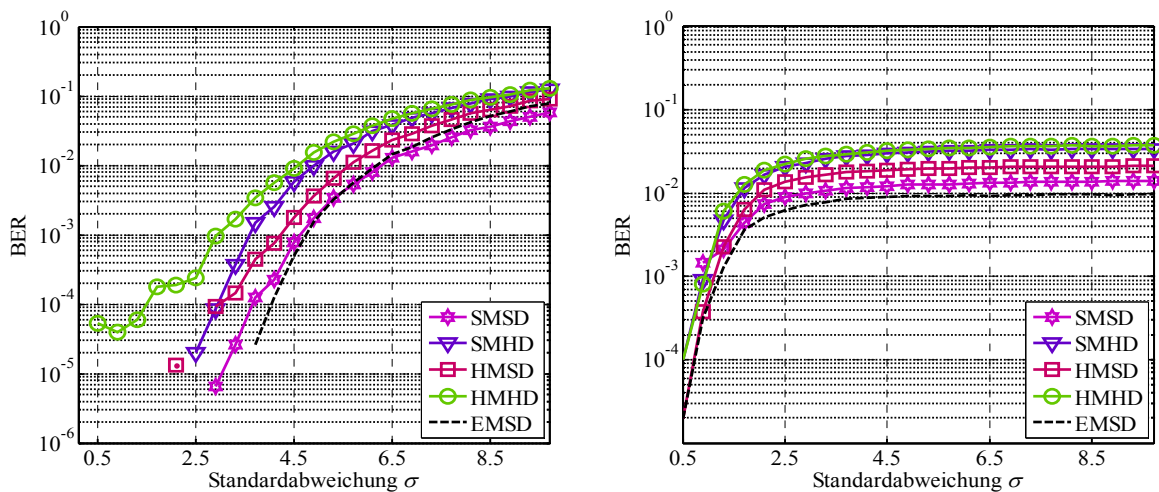 10^0
10^-1
10^-2
10^-3
10^-4
10^-5
10^-6
BER
0.5 2.5 4.5 6.5 8.5
Standardabweichung σ
SMSD
SMHD
HMSD
HMHD
EMSD
10^0
10^-1
10^-2
10^-3
10^-4
BER
0.5 2.5 4.5 6.5 8.5
Standardabweichung σ
SMSD
SMHD
HMSD
HMHD
EMSD